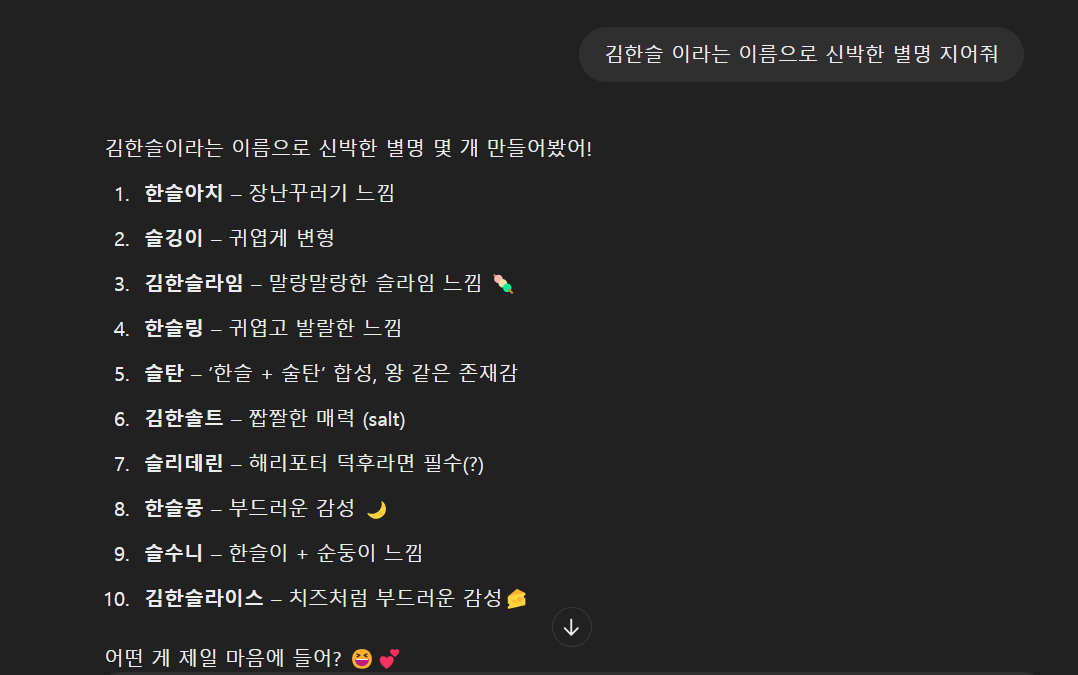 김한슬 이라는 이름으로 신박한 별명 지어줘
김한슬이라는 이름으로 신박한 별명 몇 개 만들어봤어!
1. 한슬아치 – 장난꾸러기 느낌
2. 슬깅이 – 귀엽게 변형
3. 김한슬라임 – 말랑말랑한 슬라임 느낌 🍡
4. 한슬링 – 귀엽고 발랄한 느낌
5. 슬탄 – ‘한슬 + 술탄’ 합성, 왕 같은 존재감
6. 김한솔트 – 짭짤한 매력 (salt)
7. 슬리데린 – 해리포터 덕후라면 필수(?)
8. 한슬몽 – 부드러운 감성 🌙
9. 슬수니 – 한슬이 + 순둥이 느낌
10. 김한슬라이스 – 치즈처럼 부드러운 감성🧀
어떤 게 제일 마음에 들어? 😆💕